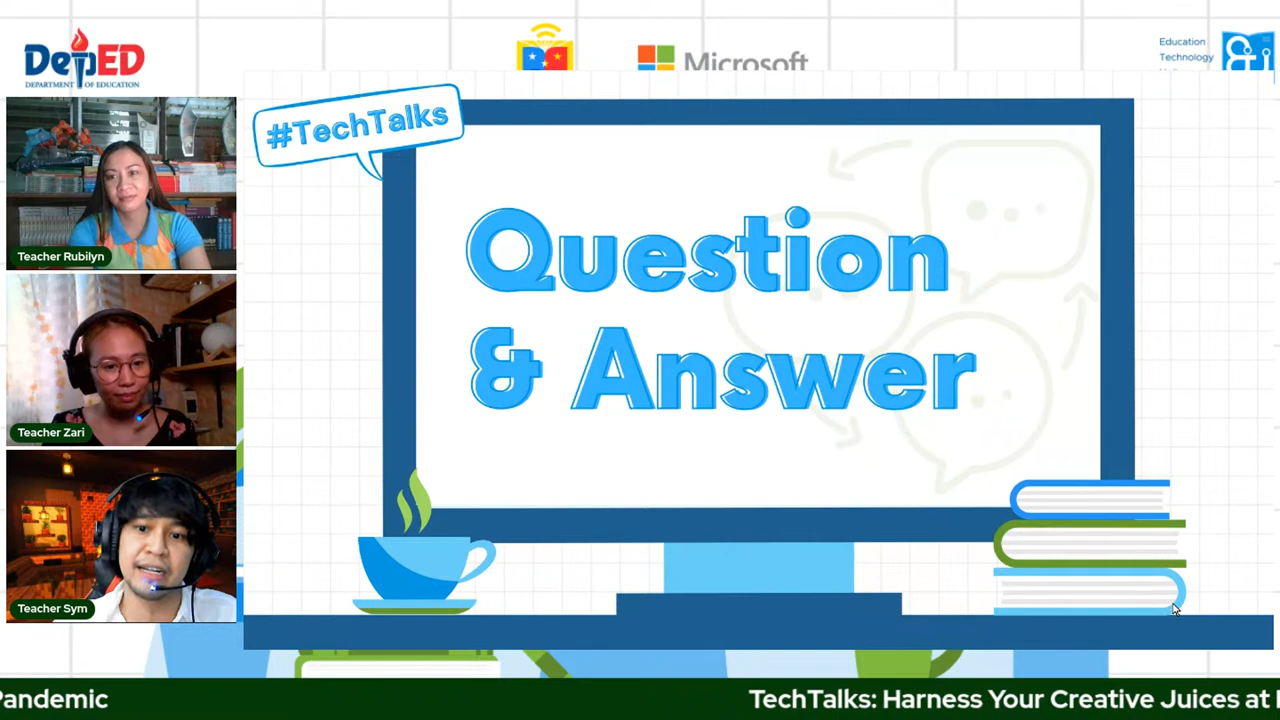 DepED
DEPARTMENT OF EDUCATION
Microsoft
Education
Technology
#TechTalks
Question
& Answer
Teacher Rubilyn
Teacher Zari
Teacher Sym
Pandemic
TechTalks: Harness Your Creative Juices at